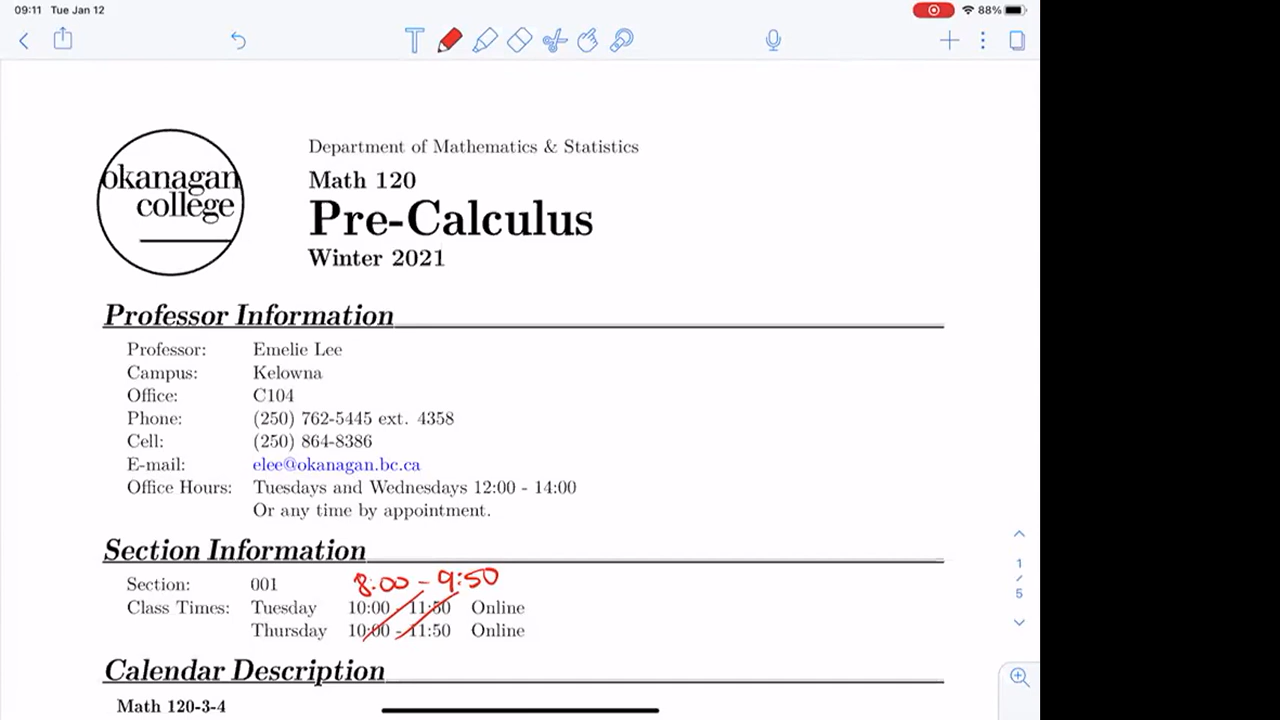 09:11 Tue Jan 12
88%
okanagan
college
Department of Mathematics & Statistics
Math 120
Pre-Calculus
Winter 2021
Professor Information
Professor: Emelie Lee
Campus: Kelowna
Office: C104
Phone: (250) 762-5445 ext. 4358
Cell: (250) 864-8386
E-mail: elee@okanagan.bc.ca
Office Hours: Tuesdays and Wednesdays 12:00 - 14:00
Or any time by appointment.
Section Information
Section: 001 8:00 - 9:50
Class Times: Tuesday 10:00 - 11:50 Online
Thursday 10:00 - 11:50 Online
Calendar Description
Math 120-3-4
1
/
5